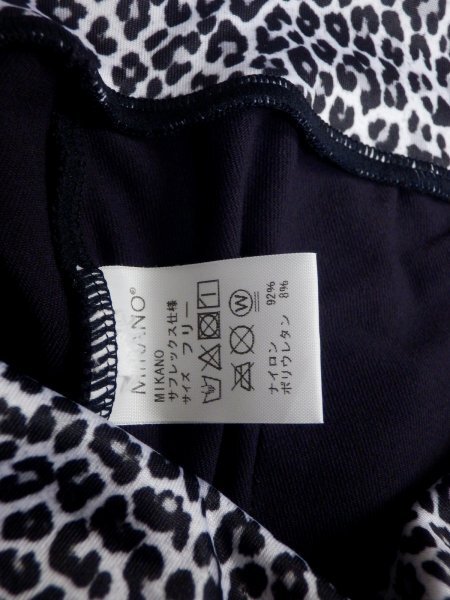 MIKANO®
MIKANO
サフレックス仕様
サイズ フリー
W
ナイロン 92%
ポリウレタン 8%